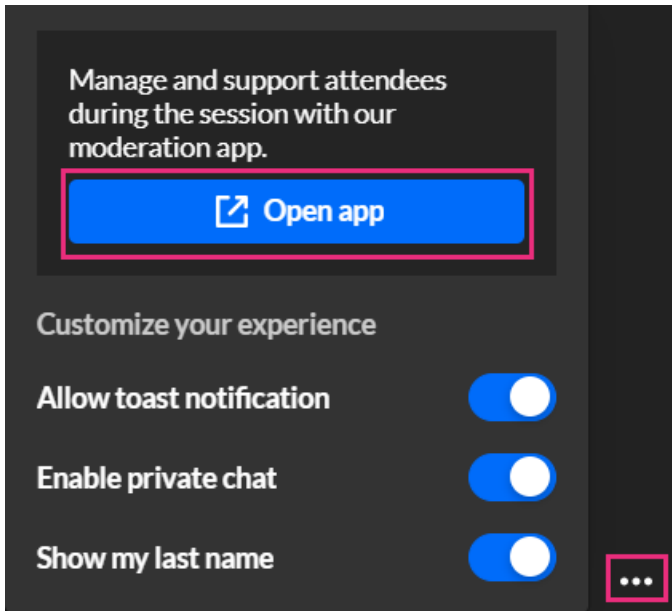 Manage and support attendees
during the session with our
moderation app.
Open app
Customize your experience
Allow toast notification
Enable private chat
Show my last name